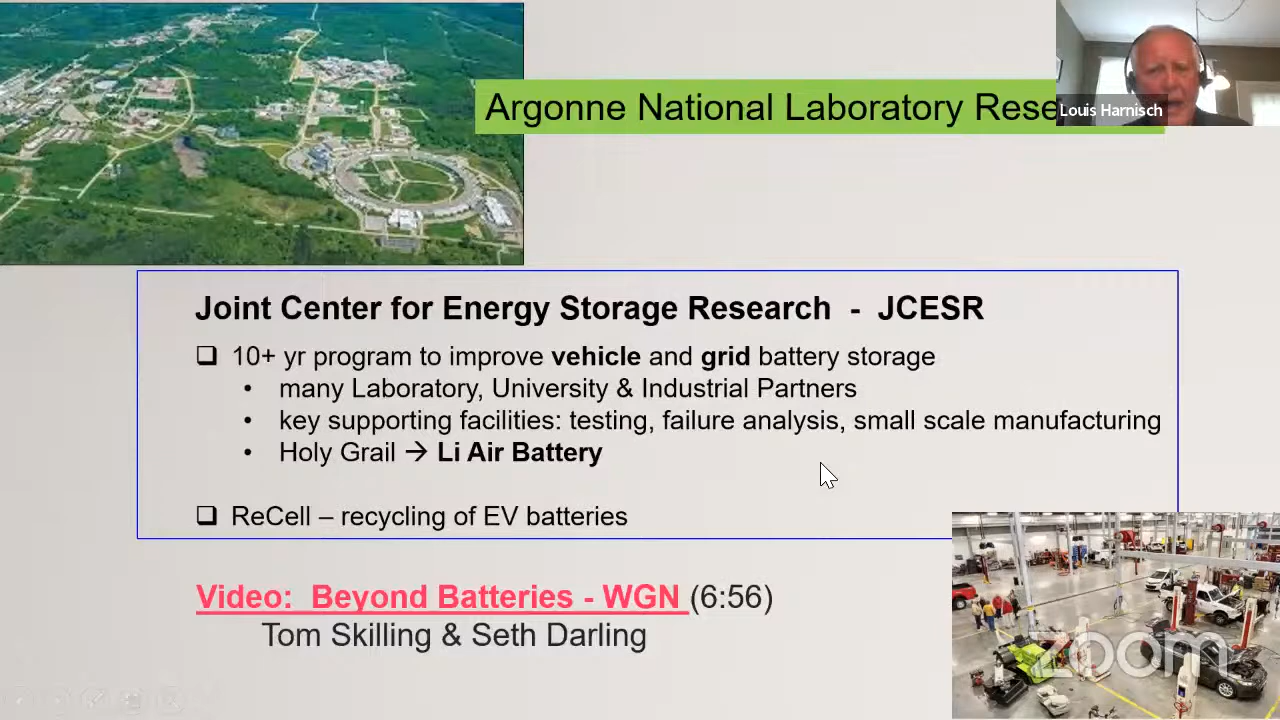 Argonne National Laboratory Rese
Louis Harnisch
Joint Center for Energy Storage Research - JCESR
❑ 10+ yr program to improve vehicle and grid battery storage
• many Laboratory, University & Industrial Partners
• key supporting facilities: testing, failure analysis, small scale manufacturing
• Holy Grail → Li Air Battery
❑ ReCell – recycling of EV batteries
Video: Beyond Batteries - WGN (6:56)
Tom Skilling & Seth Darling
zoom